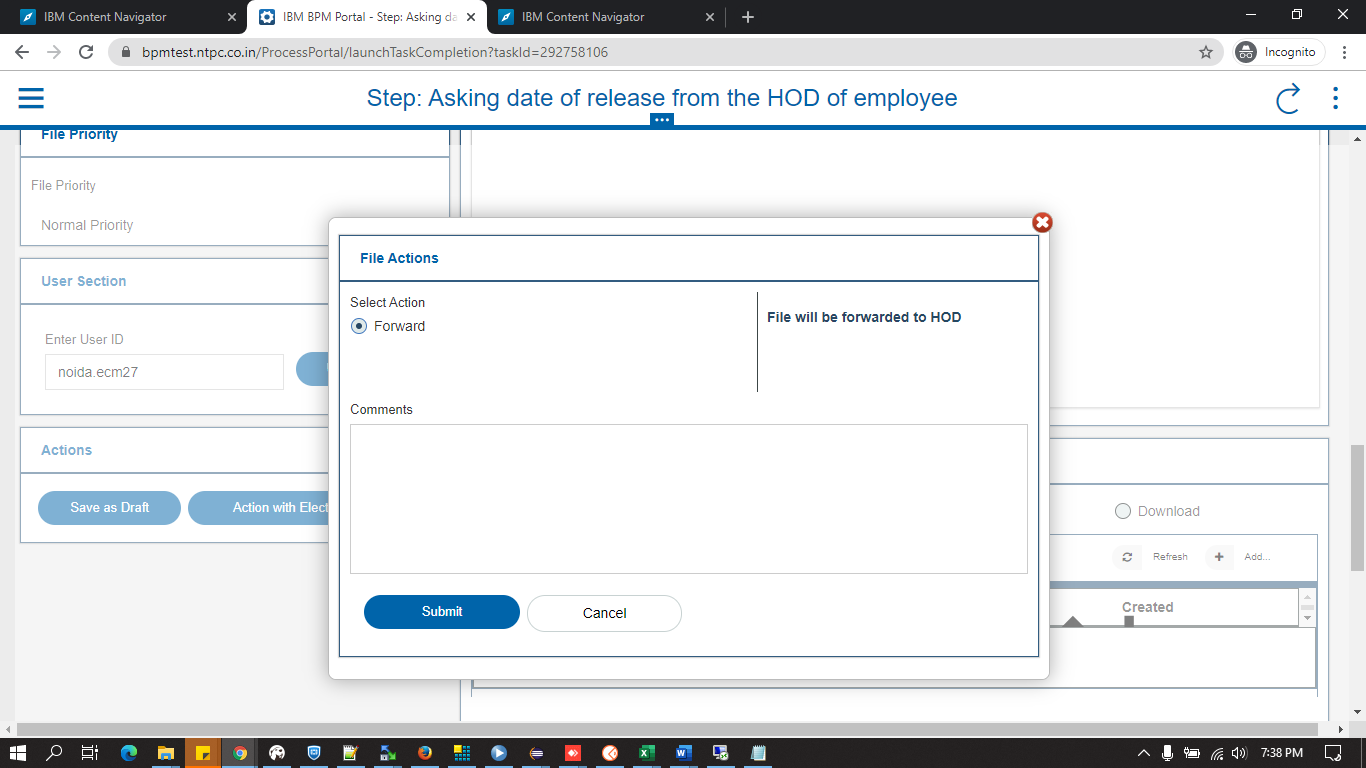 IBM Content Navigator
IBM BPM Portal - Step: Asking da
IBM Content Navigator
bpmtest.ntpc.co.in/ProcessPortal/launchTaskCompletion?taskId=292758106
Incognito
Step: Asking date of release from the HOD of employee
File Priority
File Priority
Normal Priority
User Section
Enter User ID
noida.ecm27
Actions
Save as Draft
Action with Elect
File Actions
Select Action
Forward
File will be forwarded to HOD
Comments
Submit
Cancel
Download
Refresh
Add...
Created
7:38 PM